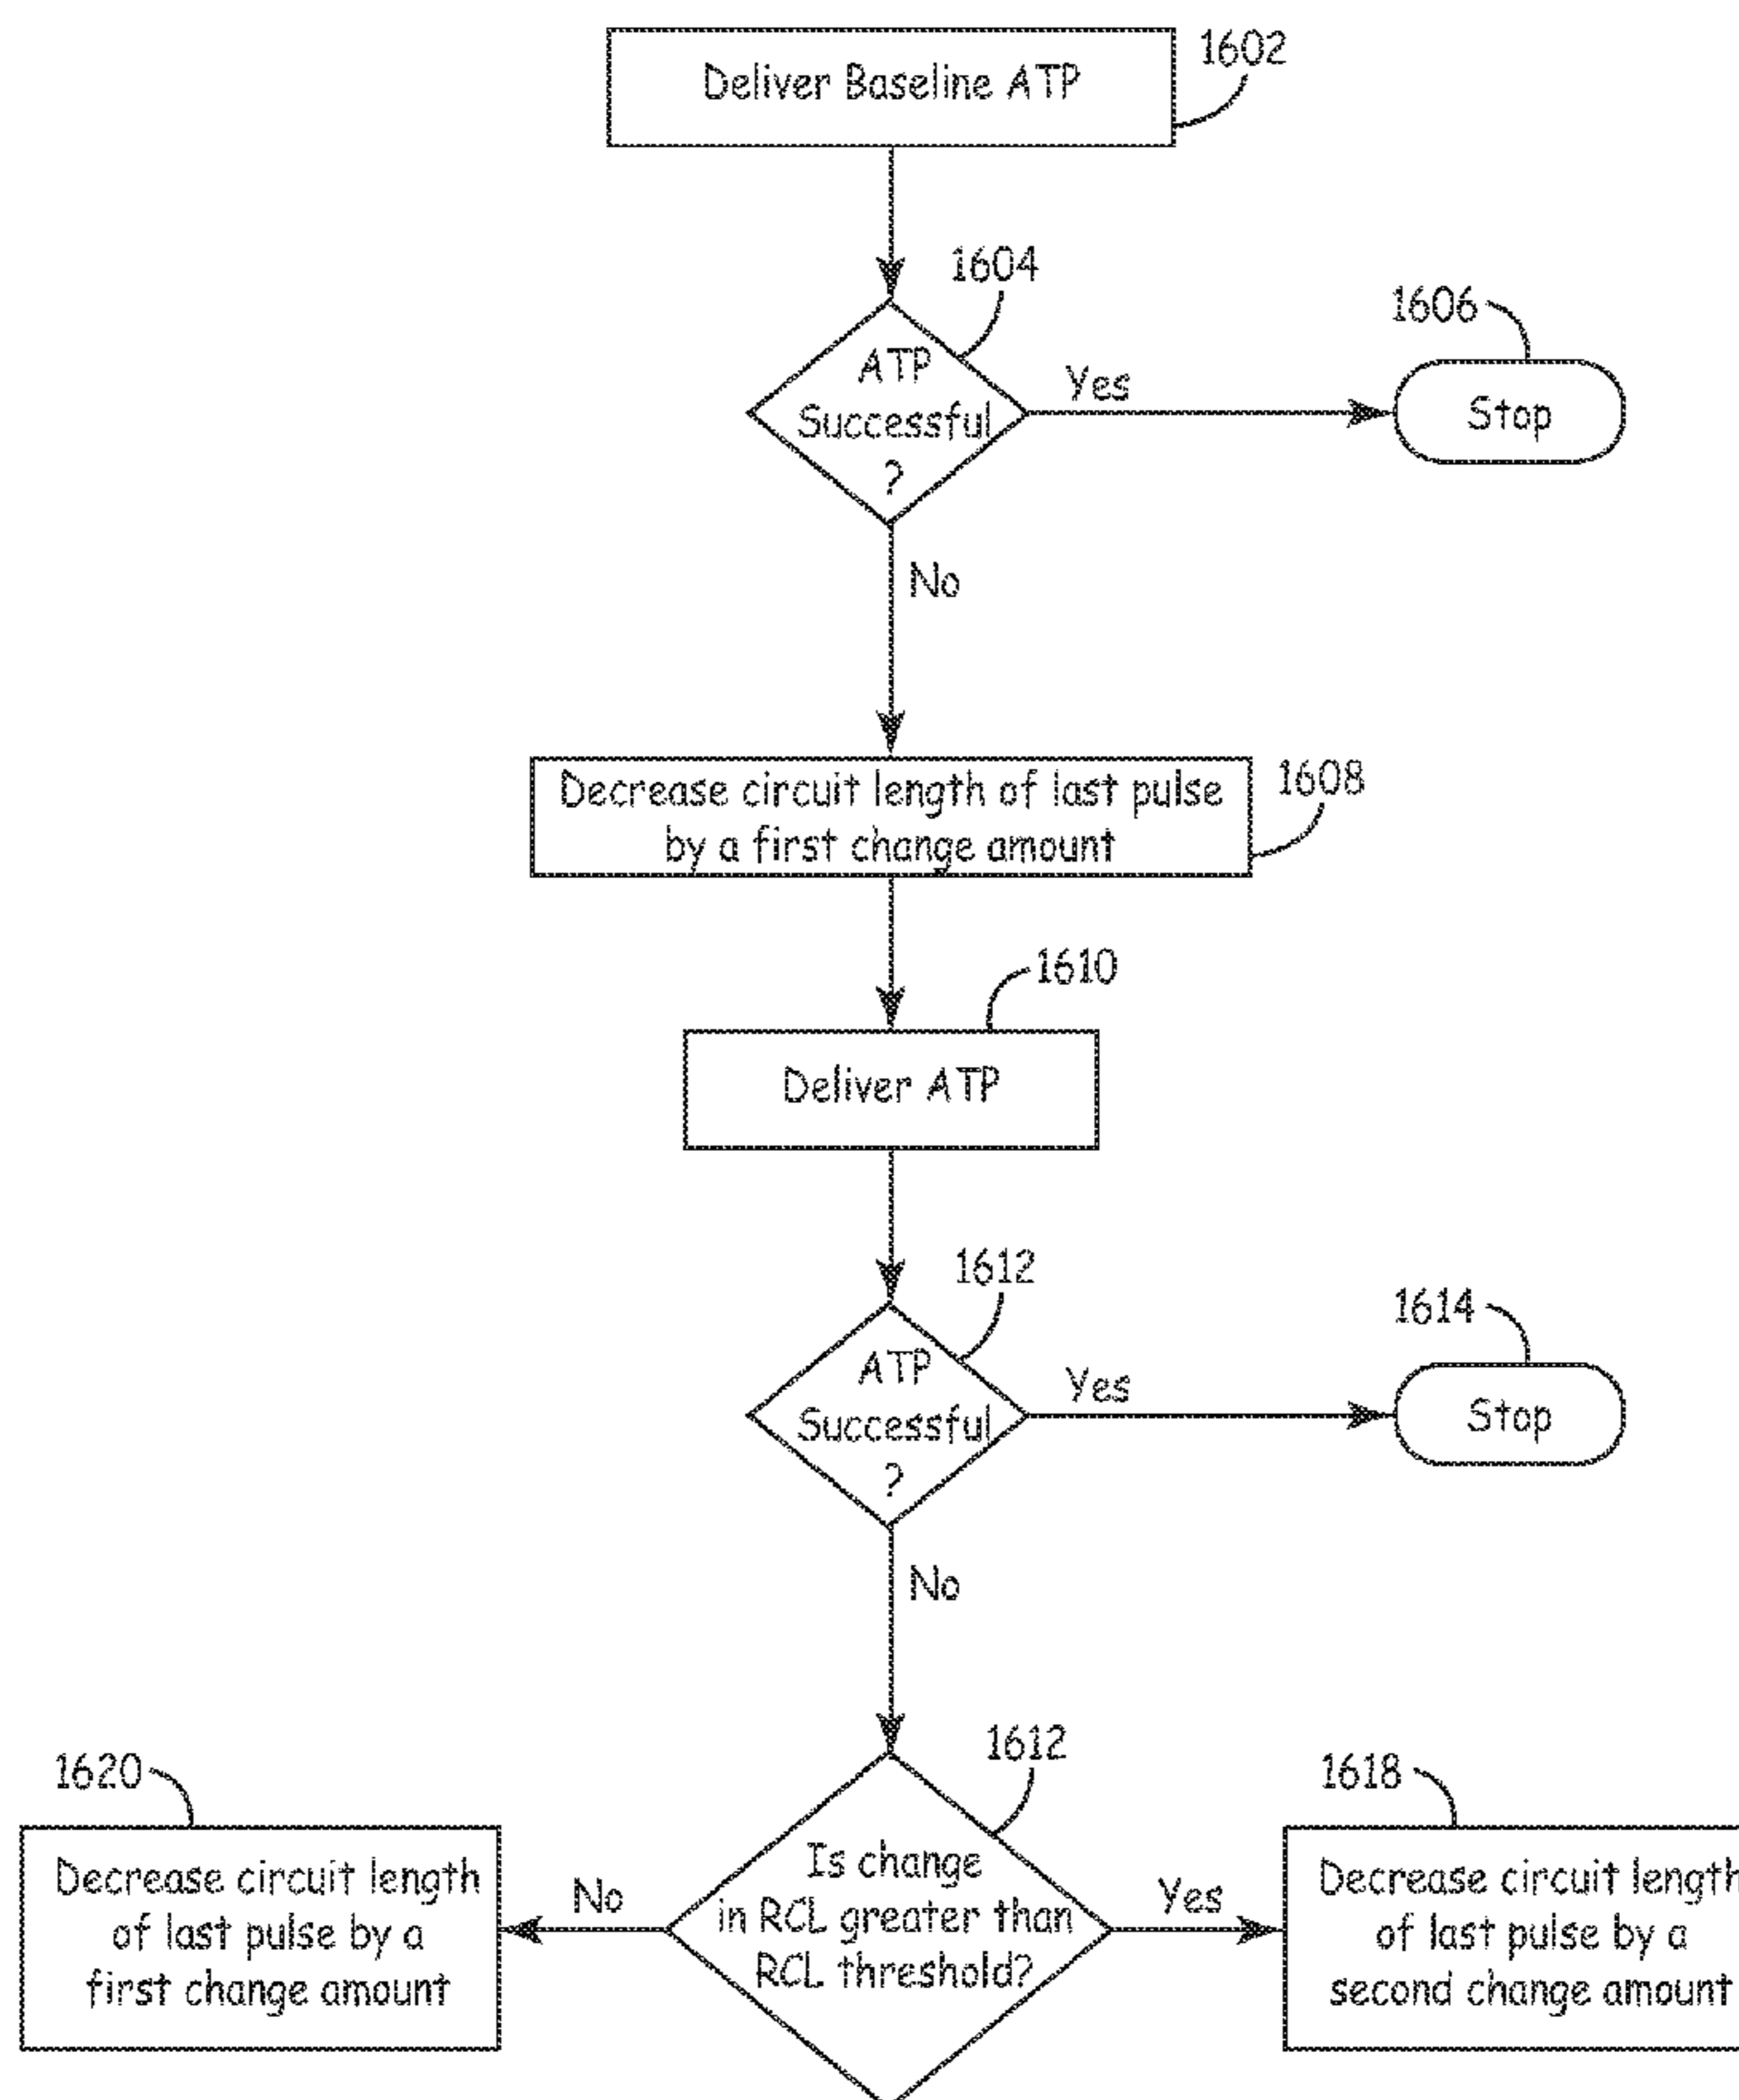 Deliver Baseline ATP
1602
1604
ATP
Successful
?
Yes
1606
Stop
No
Decrease circuit length of last pulse
by a first change amount
1608
1610
Deliver ATP
1612
ATP
Successful
?
Yes
1614
Stop
No
1612
Is change
in RCL greater than
RCL threshold?
No
1620
Decrease circuit length
of last pulse by a
first change amount
Yes
1618
Decrease circuit length
of last pulse by a
second change amount